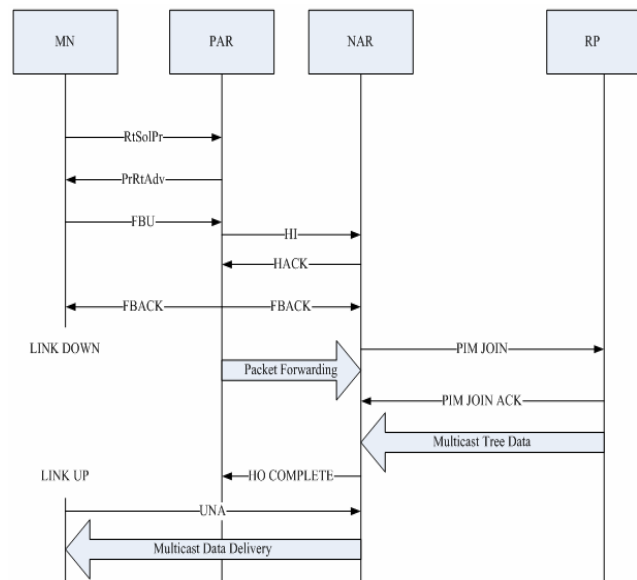 MN
PAR
NAR
RP
RtSolPr
PrRtAdv
FBU
HI
HACK
FBACK
FBACK
LINK DOWN
PIM JOIN
Packet Forwarding
PIM JOIN ACK
Multicast Tree Data
LINK UP
HO COMPLETE
UNA
Multicast Data Delivery